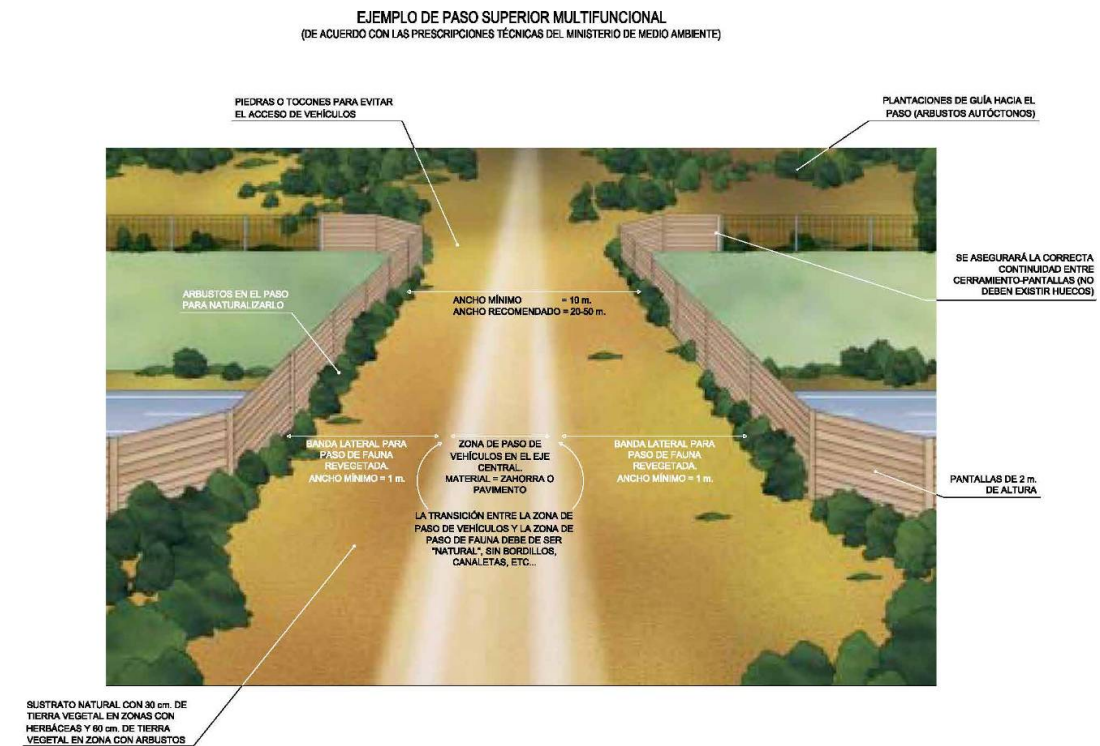 EJEMPLO DE PASO SUPERIOR MULTIFUNCIONAL
(DE ACUERDO CON LAS PRESCRIPCIONES TÉCNICAS DEL MINISTERIO DE MEDIO AMBIENTE)
PIEDRAS O TOCONES PARA EVITAR
EL ACCESO DE VEHÍCULOS
PLANTACIONES DE GUÍA HACIA EL
PASO (ARBUSTOS AUTÓCTONOS)
SE ASEGURARÁ LA CORRECTA
CONTINUIDAD ENTRE
CERRAMIENTO-PANTALLAS (NO
DEBEN EXISTIR HUECOS)
ARBUSTOS EN EL PASO
PARA NATURALIZARLO
ANCHO MÍNIMO = 10 m.
ANCHO RECOMENDADO = 20-50 m.
BANDA LATERAL PARA
PASO DE FAUNA
REVEGETADA.
ANCHO MÍNIMO = 1 m.
ZONA DE PASO DE
VEHÍCULOS EN EL EJE
CENTRAL.
MATERIAL = ZAHORRA O
PAVIMENTO
BANDA LATERAL PARA
PASO DE FAUNA
REVEGETADA.
ANCHO MÍNIMO = 1 m.
PANTALLAS DE 2 m.
DE ALTURA
LA TRANSICIÓN ENTRE LA ZONA DE
PASO DE VEHÍCULOS Y LA ZONA DE
PASO DE FAUNA DEBE DE SER
"NATURAL", SIN BORDILLOS,
CANALETAS, ETC...
SUSTRATO NATURAL CON 30 cm. DE
TIERRA VEGETAL EN ZONAS CON
HERBÁCEAS Y 60 cm. DE TIERRA
VEGETAL EN ZONA CON ARBUSTOS